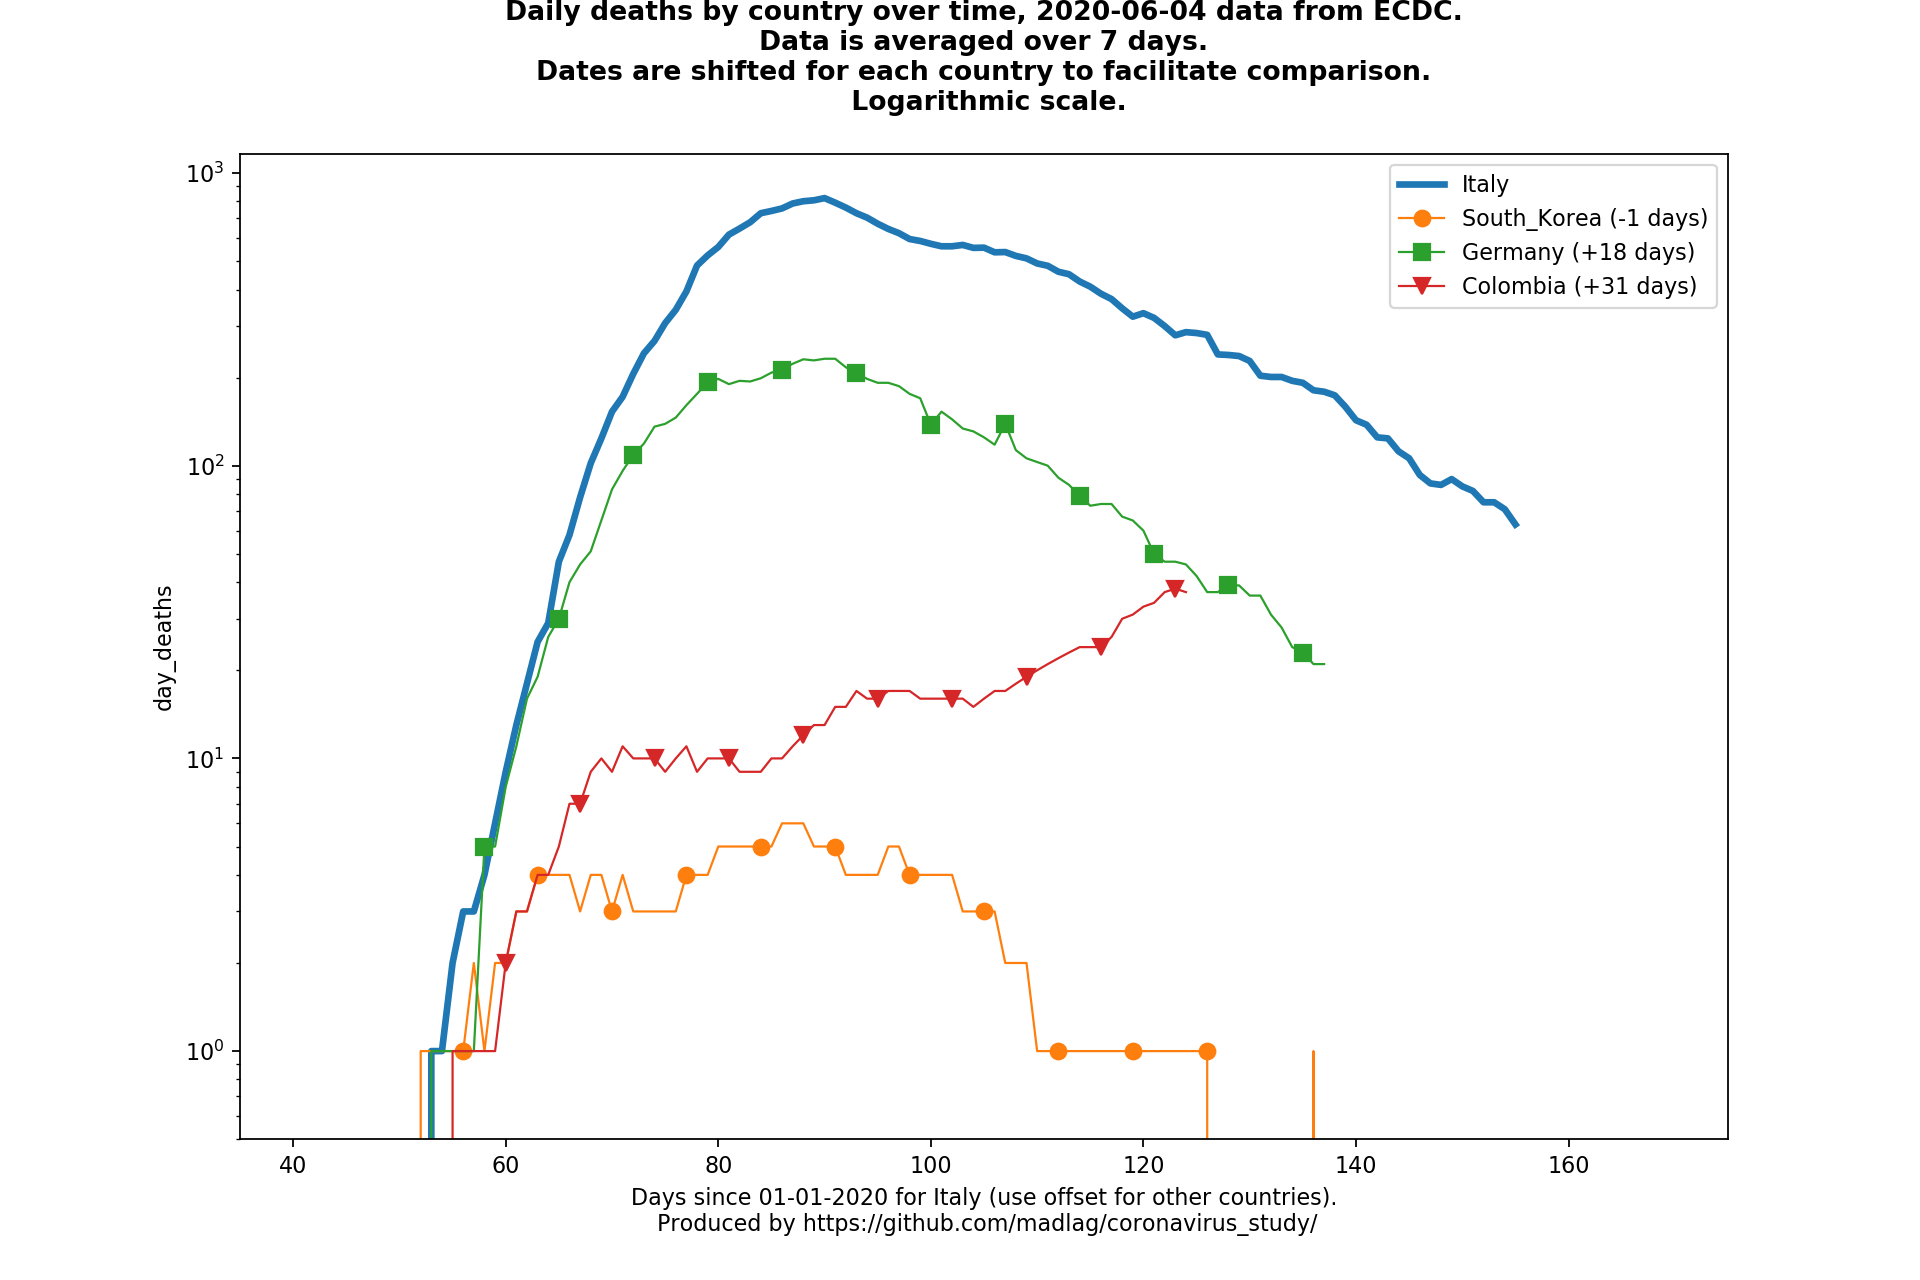 Daily deaths by country over time, 2020-06-04 data from ECDC.
Data is averaged over 7 days.
Dates are shifted for each country to facilitate comparison.
Logarithmic scale.
10³
10²
10¹
10⁰
day_deaths
Italy
South_Korea (-1 days)
Germany (+18 days)
Colombia (+31 days)
40 60 80 100 120 140 160
Days since 01-01-2020 for Italy (use offset for other countries).
Produced by https://github.com/madlag/coronavirus_study/